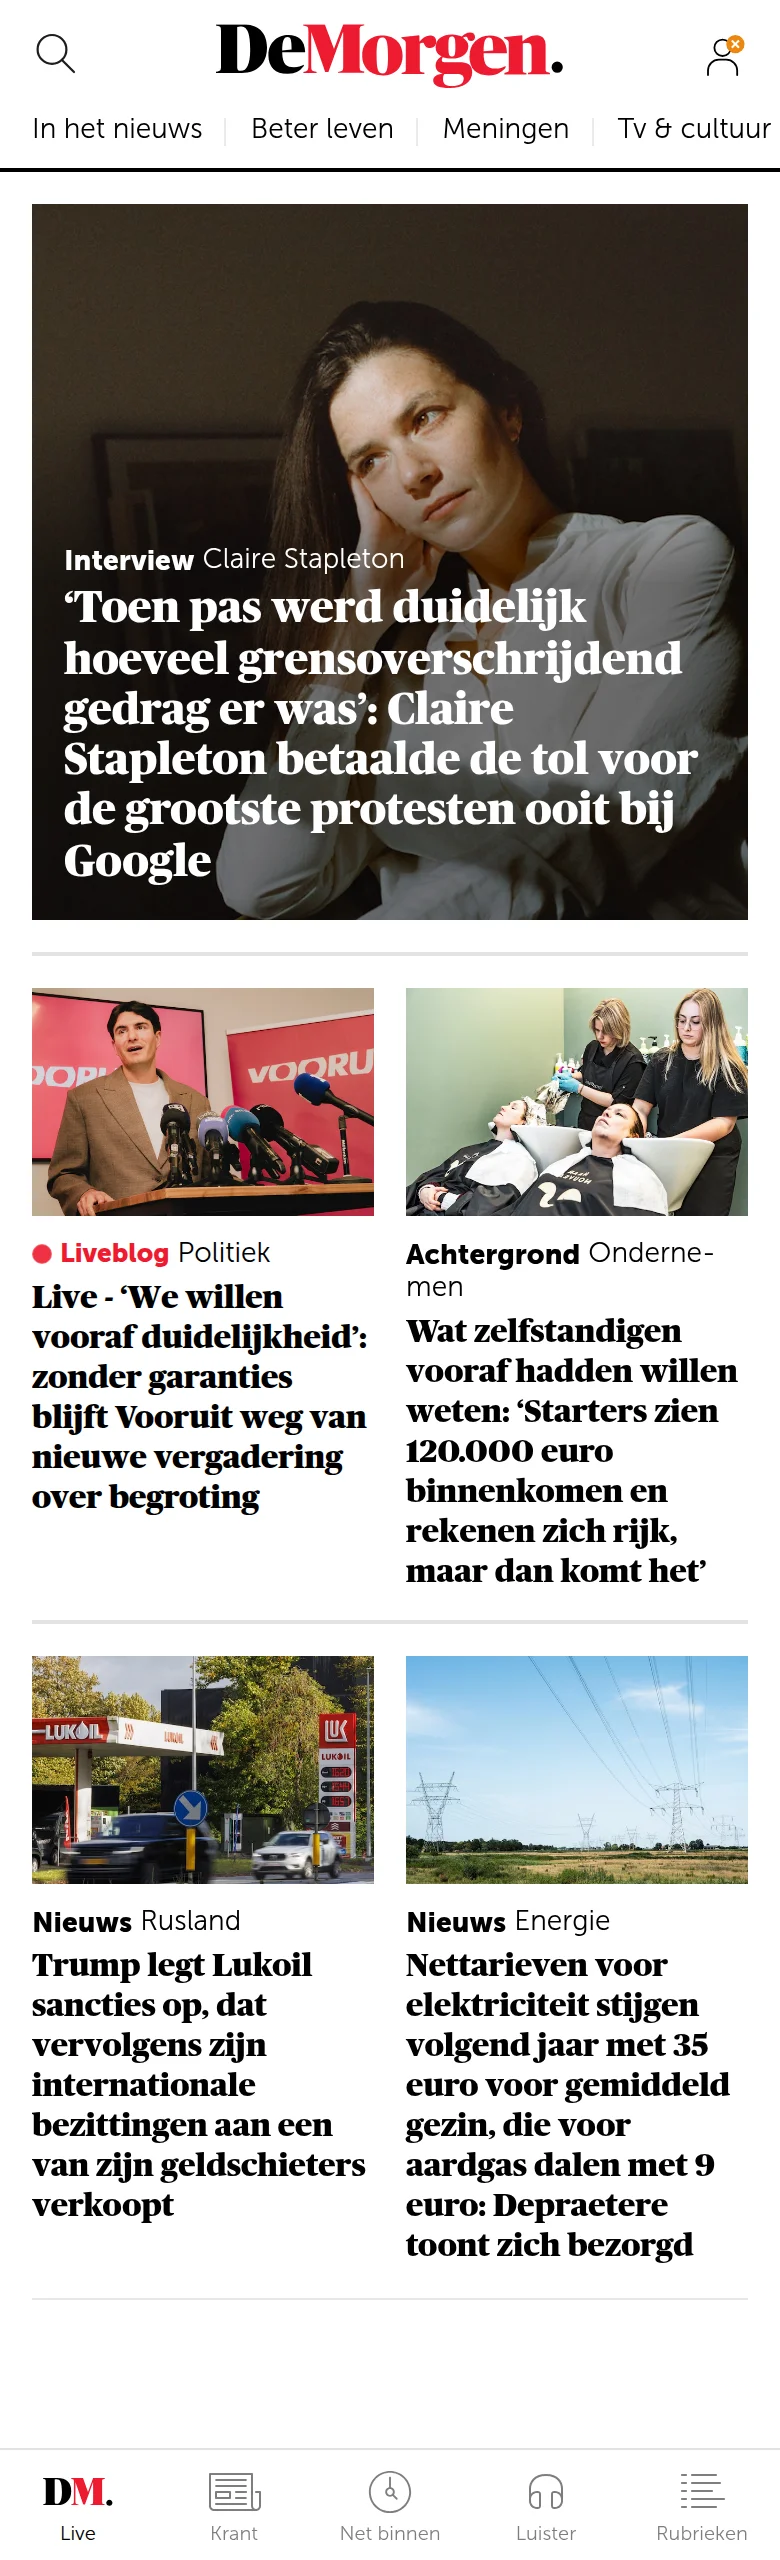 DeMorgen.
In het nieuws
Beter leven
Meningen
Tv & cultuur
Interview Claire Stapleton
‘Toen pas werd duidelijk
hoeveel grensoverschrijdend
gedrag er was’: Claire
Stapleton betaalde de tol voor
de grootste protesten ooit bij
Google
VOORU
Liveblog Politiek
Live - ‘We willen
vooraf duidelijkheid’:
zonder garanties
blijft Vooruit weg van
nieuwe vergadering
over begroting
Achtergrond Onderne-
men
Wat zelfstandigen
vooraf hadden willen
weten: ‘Starters zien
120.000 euro
binnenkomen en
rekenen zich rijk,
maar dan komt het’
LUKOIL
LUKOIL
LUK
LUKOIL
Nieuws Rusland
Trump legt Lukoil
sancties op, dat
vervolgens zijn
internationale
bezittingen aan een
van zijn geldschieters
verkoopt
Nieuws Energie
Nettarieven voor
elektriciteit stijgen
volgend jaar met 35
euro voor gemiddeld
gezin, die voor
aardgas dalen met 9
euro: Depraetere
toont zich bezorgd
DM.
Live
Krant
Net binnen
Luister
Rubrieken